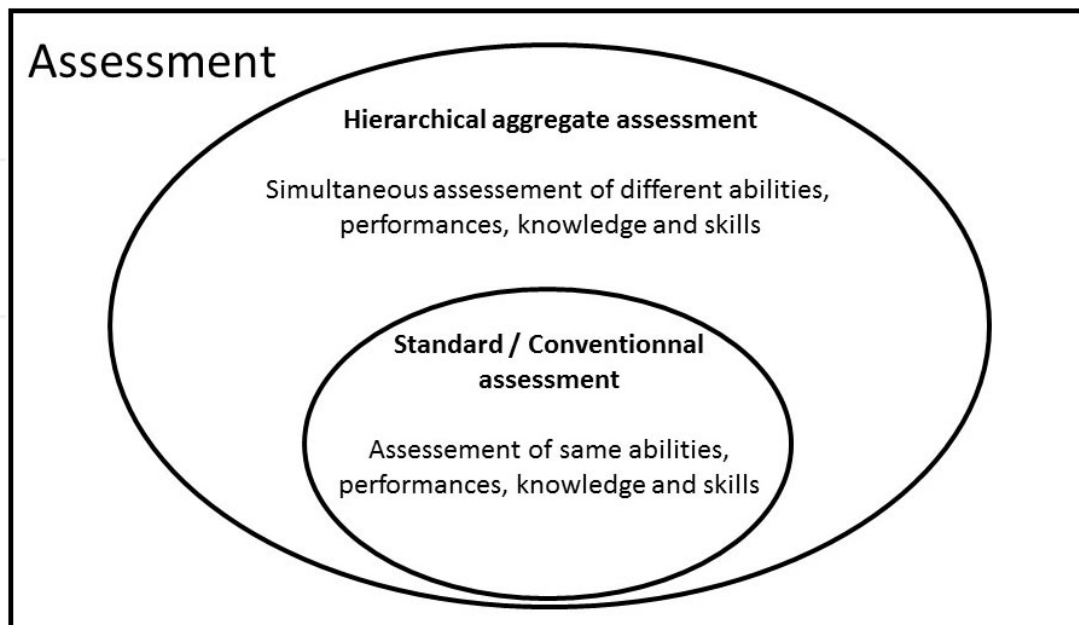 Assessment
Hierarchical aggregate assessment
Simultaneous assessement of different abilities,
performances, knowledge and skills
Standard / Conventionnal
assessment
Assessement of same abilities,
performances, knowledge and skills